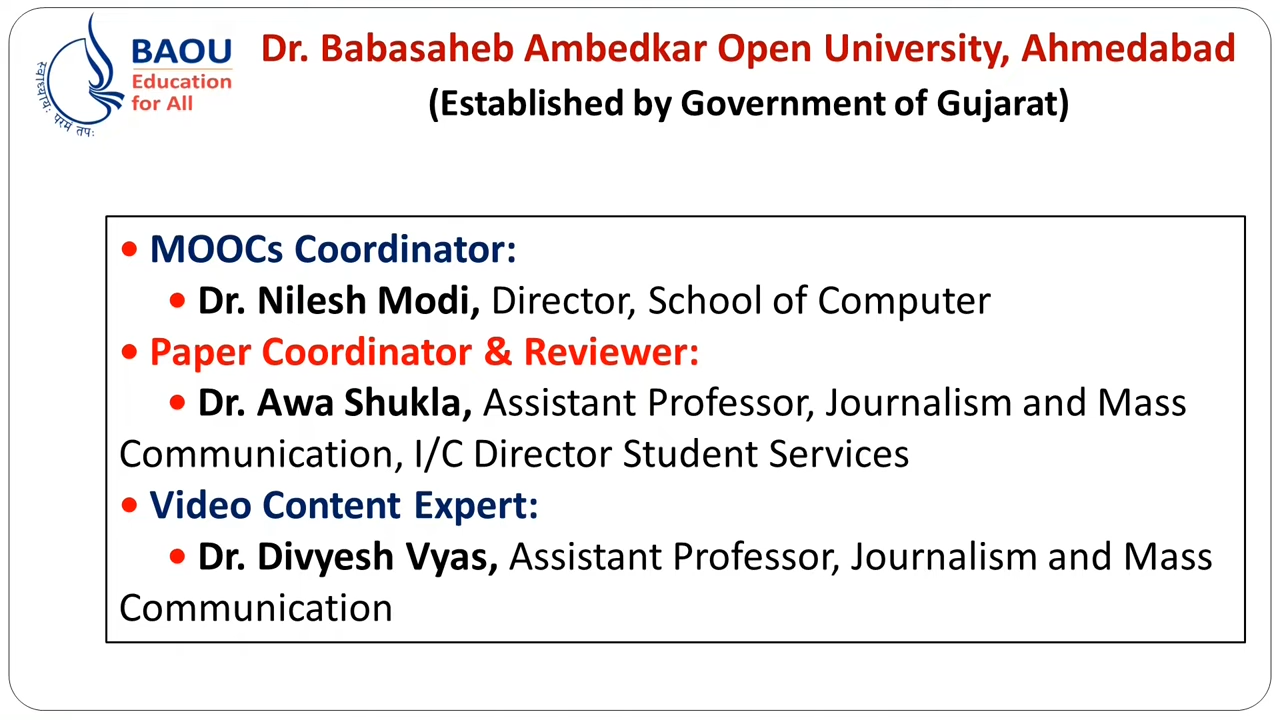 BAOU
Education
for All
स्वाध्यायः परमं तपः
Dr. Babasaheb Ambedkar Open University, Ahmedabad
(Established by Government of Gujarat)
• MOOCs Coordinator:
• Dr. Nilesh Modi, Director, School of Computer
• Paper Coordinator & Reviewer:
• Dr. Awa Shukla, Assistant Professor, Journalism and Mass
Communication, I/C Director Student Services
• Video Content Expert:
• Dr. Divyesh Vyas, Assistant Professor, Journalism and Mass
Communication